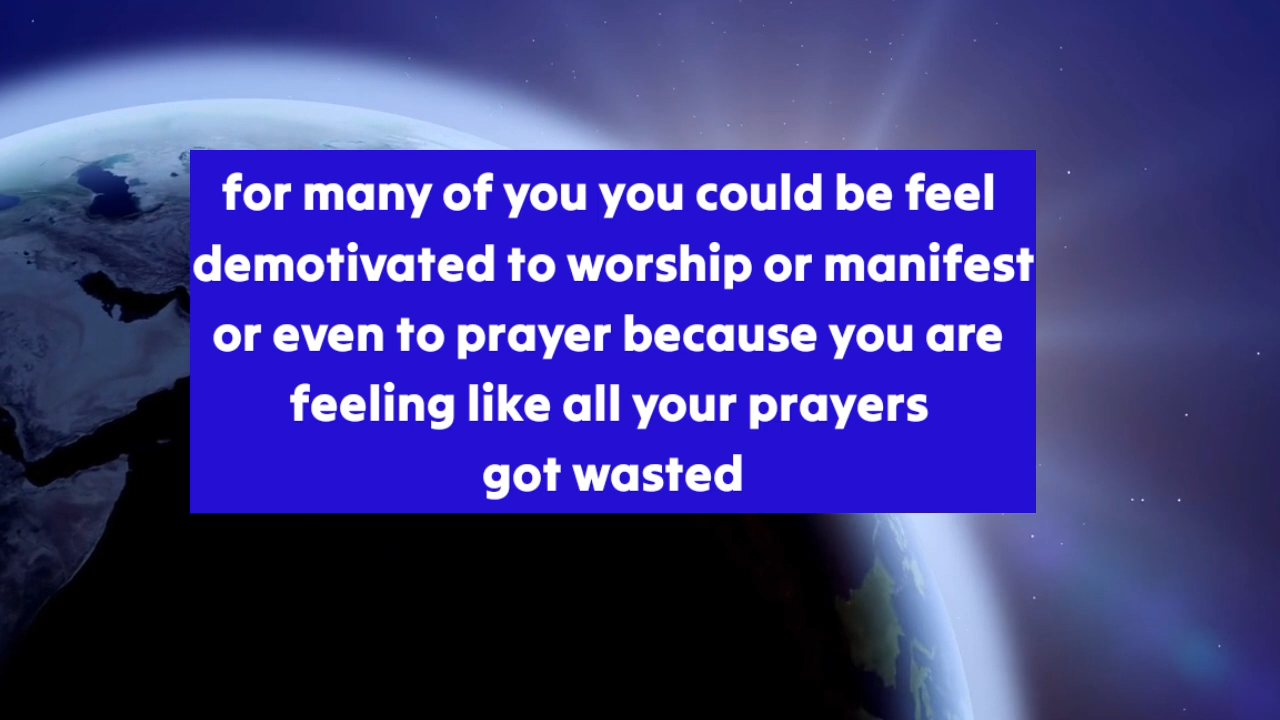 for many of you you could be feel
demotivated to worship or manifest
or even to prayer because you are
feeling like all your prayers
got wasted